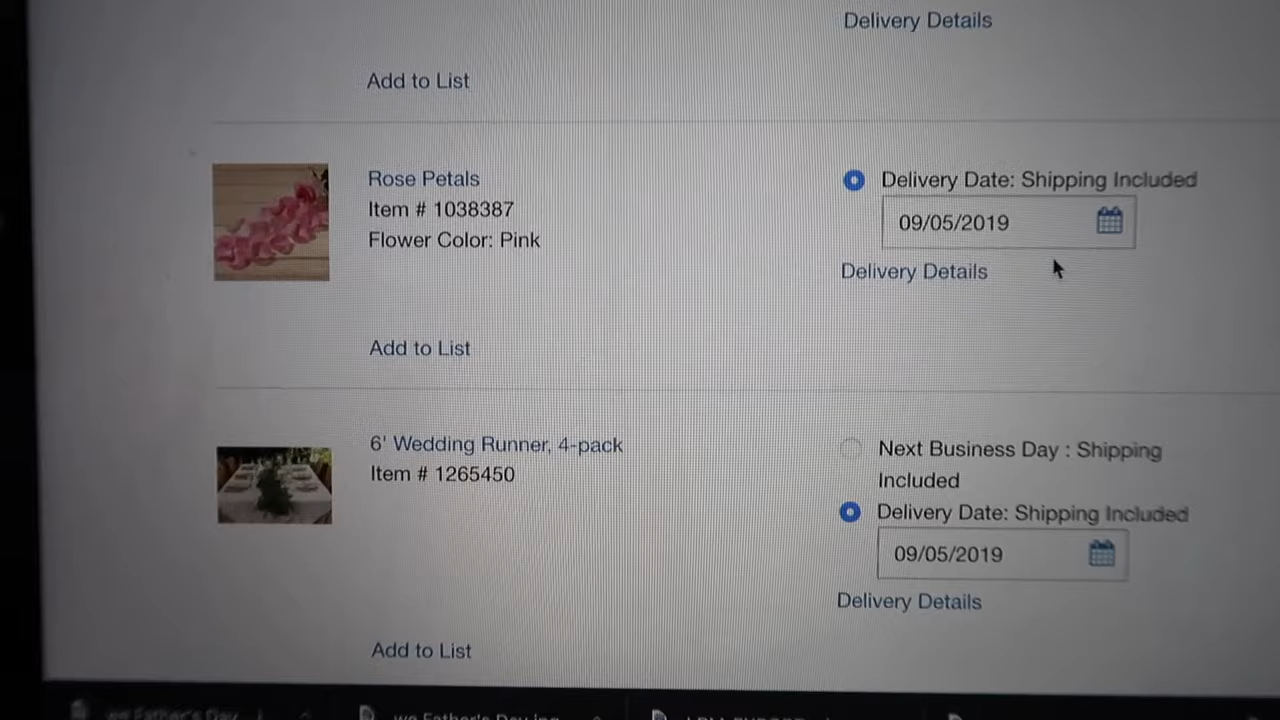 Delivery Details
Add to List
Rose Petals
Item # 1038387
Flower Color: Pink
Delivery Date: Shipping Included
09/05/2019
Delivery Details
Add to List
6' Wedding Runner, 4-pack
Item # 1265450
Next Business Day : Shipping
Included
Delivery Date: Shipping Included
09/05/2019
Delivery Details
Add to List